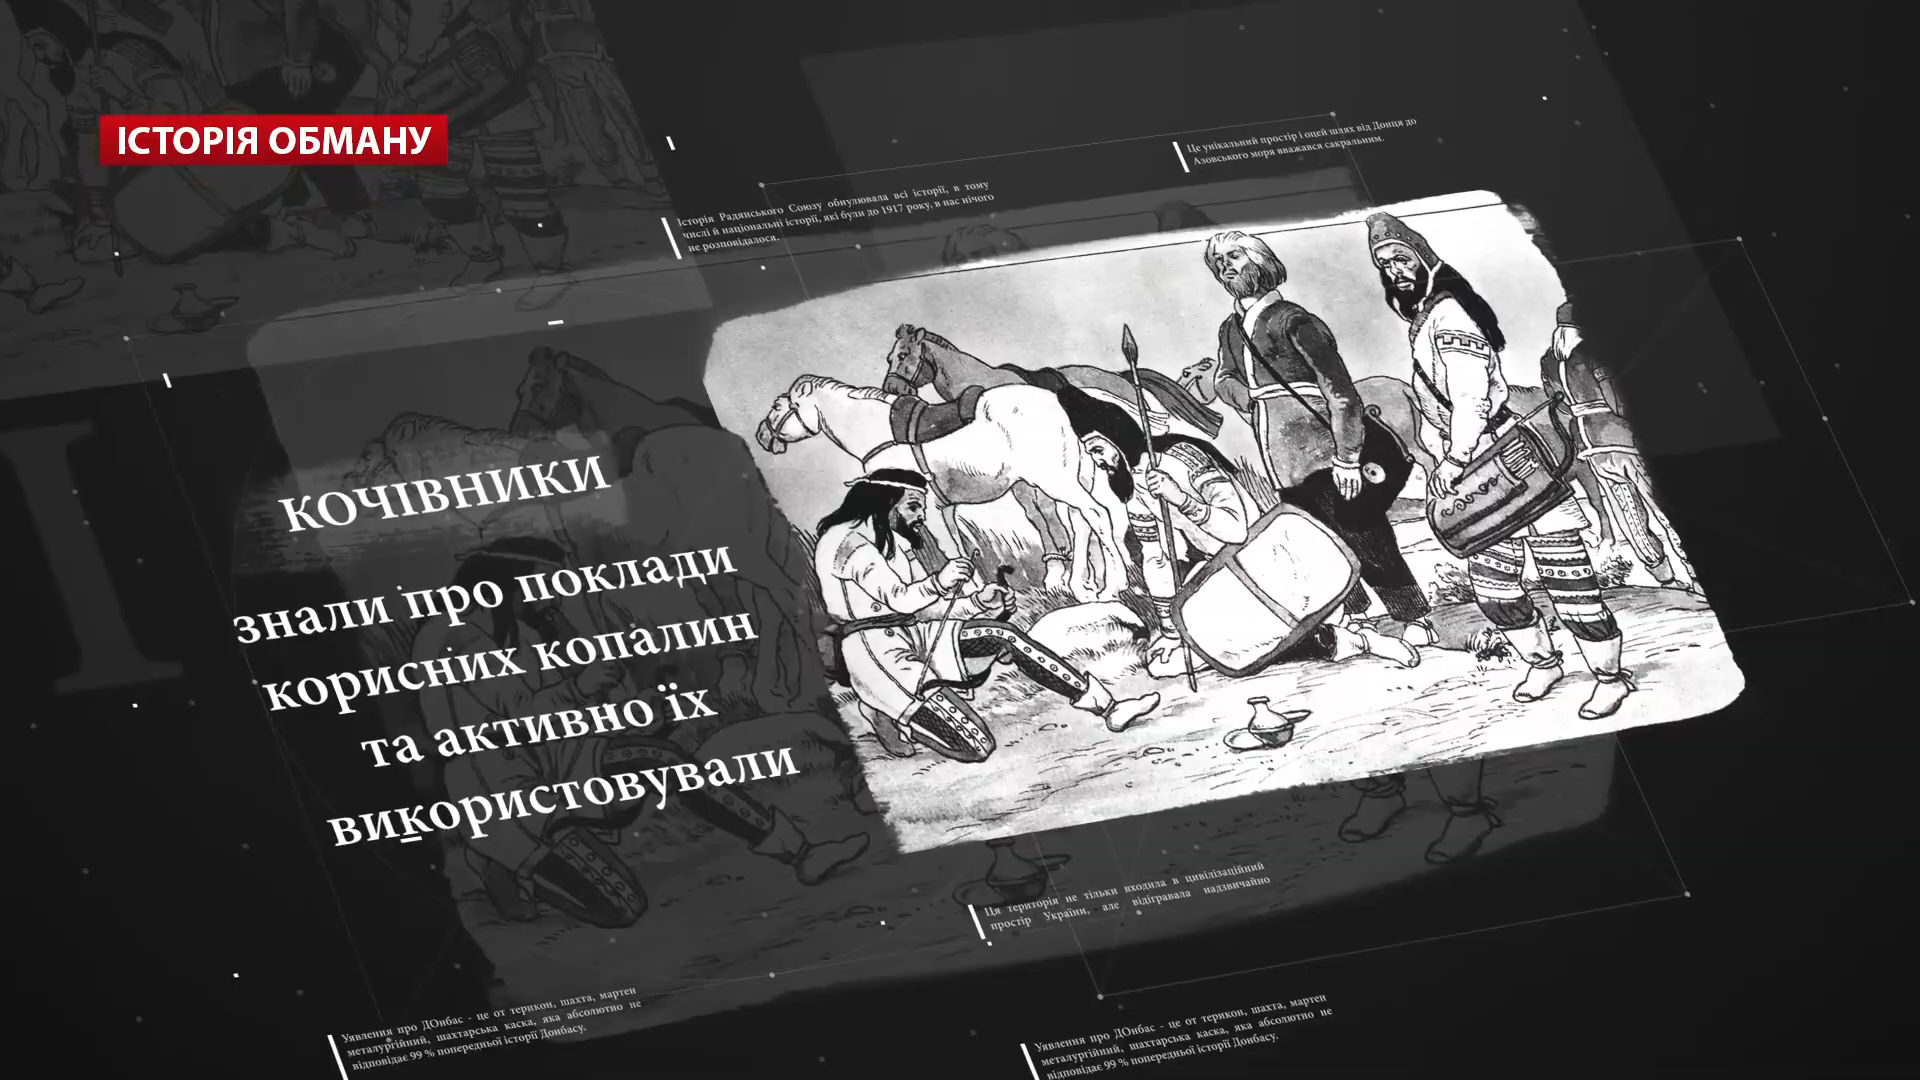 ІСТОРІЯ ОБМАНУ
Це унікальний простір і оцей шлях від Донця до
Азовського моря вважався сакральним.
Історія Радянського Союзу обнулювала всі історії, в тому
числі й національні історії, які були до 1917 року, в нас нічого
не розповідалося.
КОЧІВНИКИ
знали про поклади
корисних копалин
та активно їх
використовували
Ця територія не тільки входила в цивілізаційний
простір України, але відігравала надзвичайно
Уявлення про ДОнбас - це от терикон, шахта, мартен
металургійний, шахтарська каска, яка абсолютно не
відповідає 99 % попередньої історії Донбасу.
Уявлення про ДОнбас - це от терикон, шахта, мартен
металургійний, шахтарська каска, яка абсолютно не
відповідає 99 % попередньої історії Донбасу.